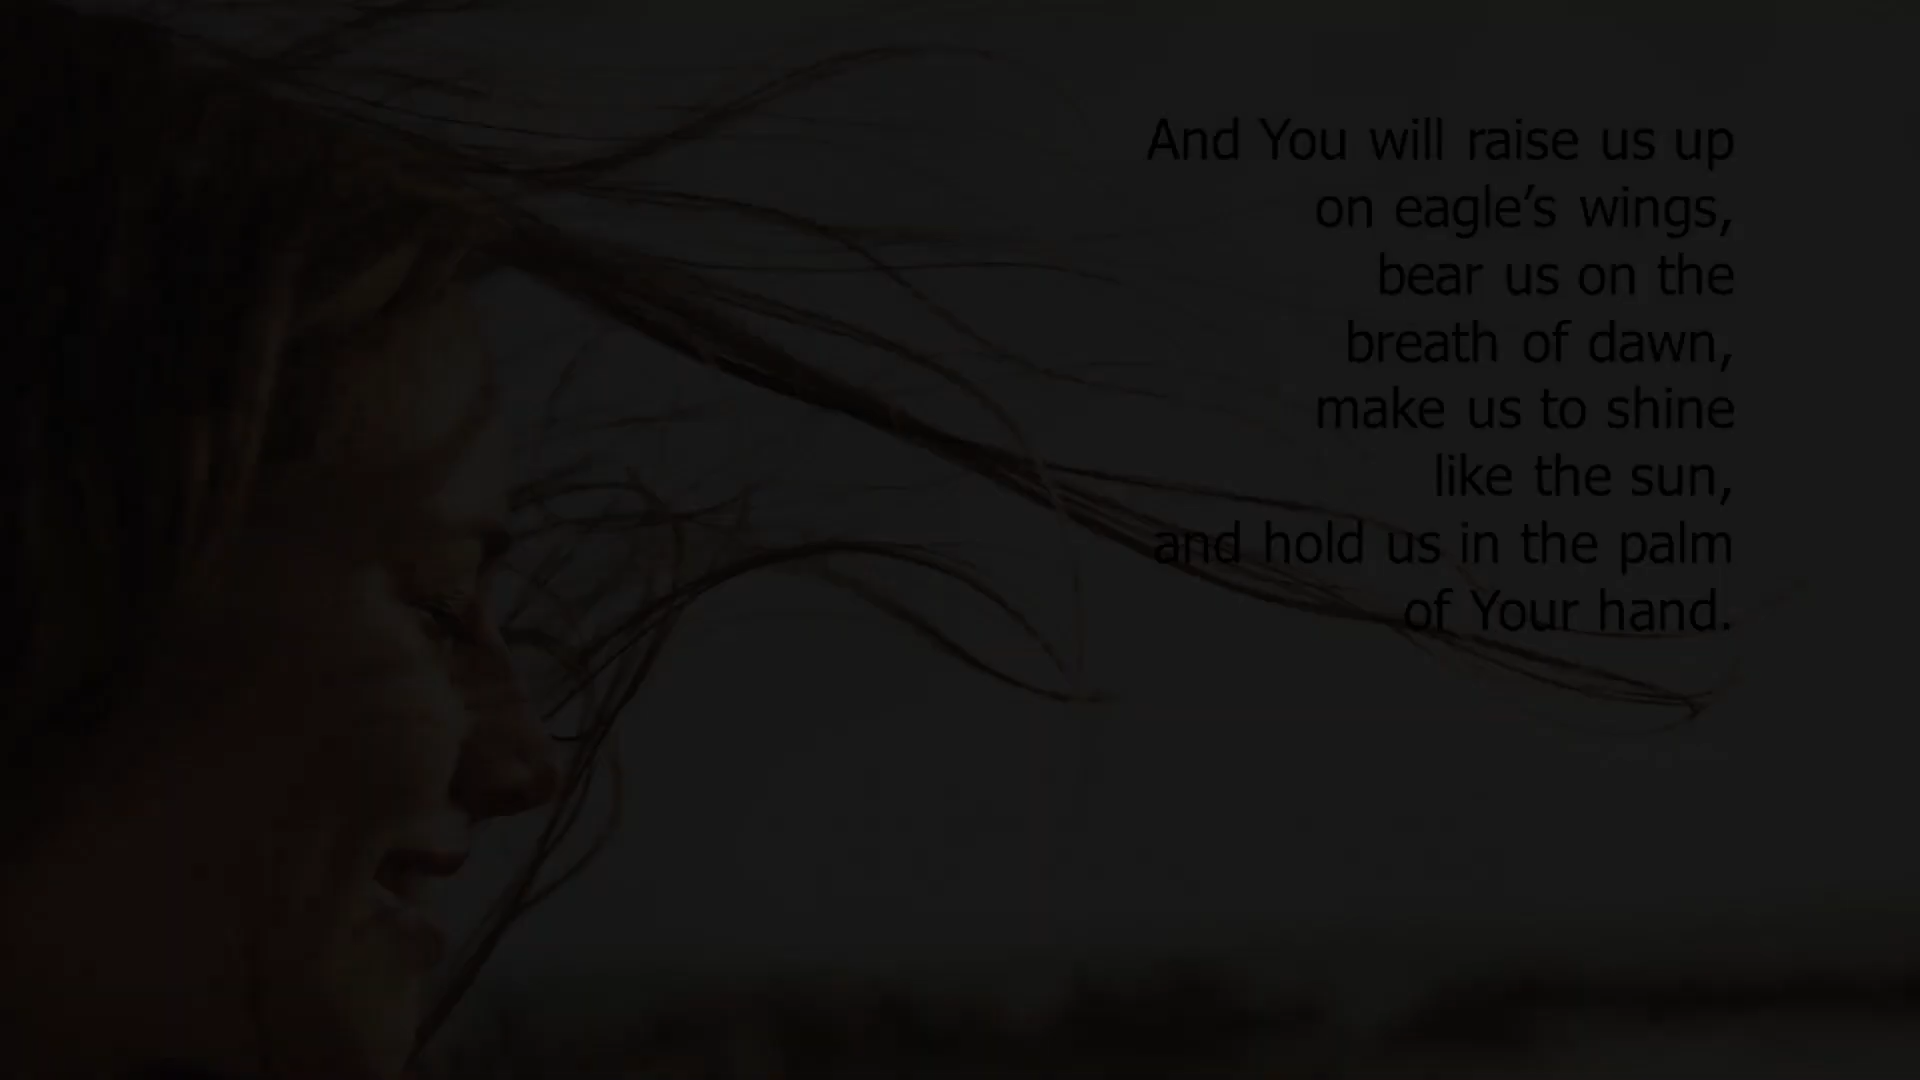 And You will raise us up
on eagle’s wings,
bear us on the
breath of dawn,
make us to shine
like the sun,
and hold us in the palm
of Your hand.